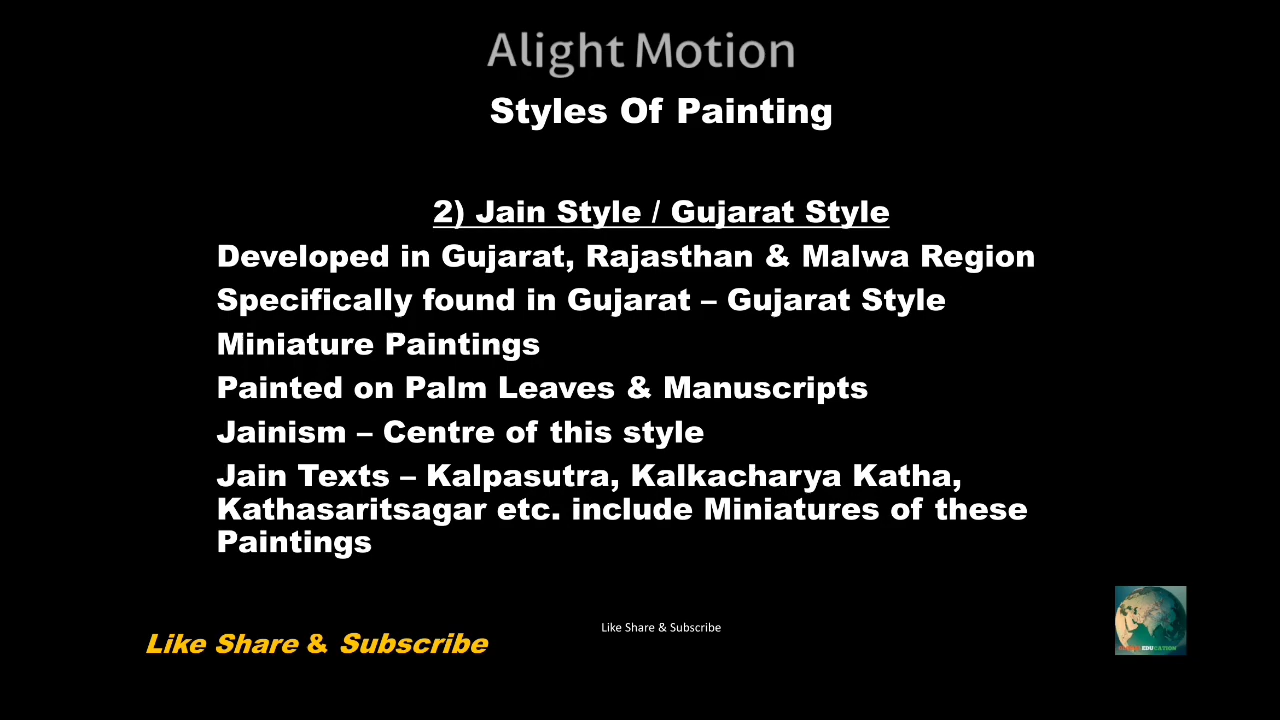 Alight Motion
Styles Of Painting
2) Jain Style / Gujarat Style
Developed in Gujarat, Rajasthan & Malwa Region
Specifically found in Gujarat – Gujarat Style
Miniature Paintings
Painted on Palm Leaves & Manuscripts
Jainism – Centre of this style
Jain Texts – Kalpasutra, Kalkacharya Katha,
Kathasaritsagar etc. include Miniatures of these
Paintings
Like Share & Subscribe
Like Share & Subscribe
EDUCATION